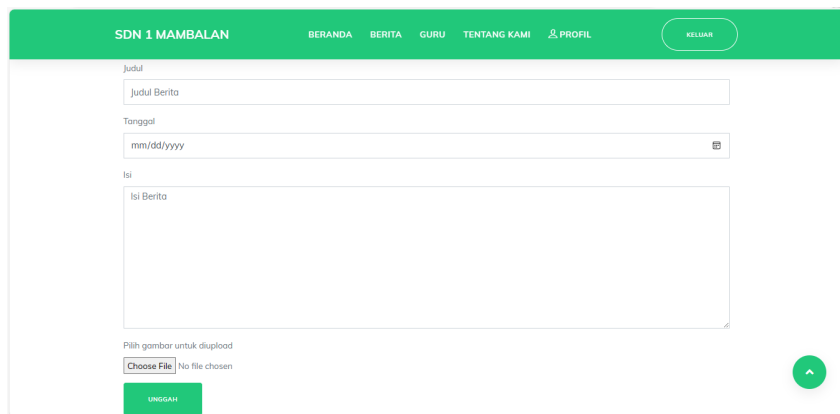 SDN 1 MAMBALAN BERANDA BERITA GURU TENTANG KAMI PROFIL KELUAR
Judul
Judul Berita
Tanggal
mm/dd/yyyy
Isi
Isi Berita
Pilih gambar untuk diupload
Choose File No file chosen
UNGGAH